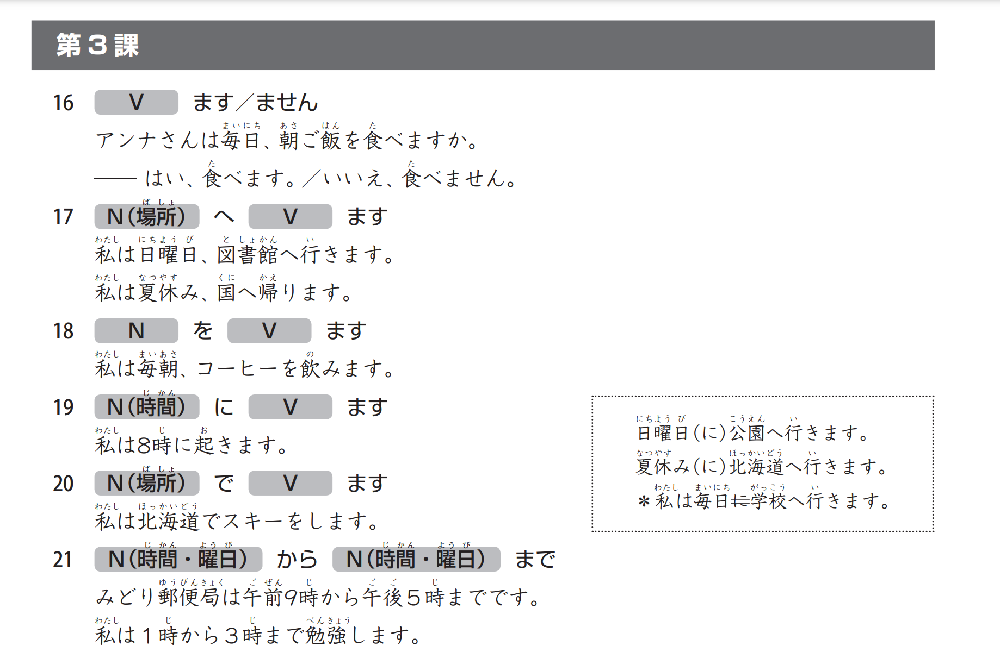 第3課
16 V ます／ません
アンナさんは毎日、朝ご飯を食べますか。
―― はい、食べます。／いいえ、食べません。
17 N（場所） へ V ます
私は日曜日、図書館へ行きます。
私は夏休み、国へ帰ります。
18 N を V ます
私は毎朝、コーヒーを飲みます。
19 N（時間） に V ます
私は8時に起きます。
20 N（場所） で V ます
私は北海道でスキーをします。
21 N（時間・曜日） から N（時間・曜日） まで
みどり郵便局は午前9時から午後５時までです。
私は１時から３時まで勉強します。
日曜日（に）公園へ行きます。
夏休み（に）北海道へ行きます。
＊私は毎日に学校へ行きます。